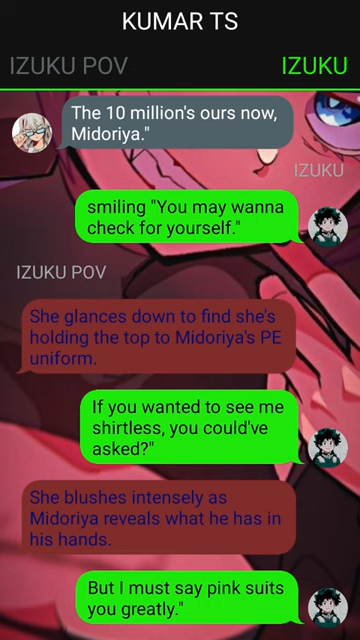 KUMAR TS
IZUKU POV
IZUKU
The 10 million's ours now,
Midoriya."
IZUKU
smiling "You may wanna
check for yourself."
IZUKU POV
She glances down to find she's
holding the top to Midoriya's PE
uniform.
If you wanted to see me
shirtless, you could've
asked?"
She blushes intensely as
Midoriya reveals what he has in
his hands.
But I must say pink suits
you greatly."